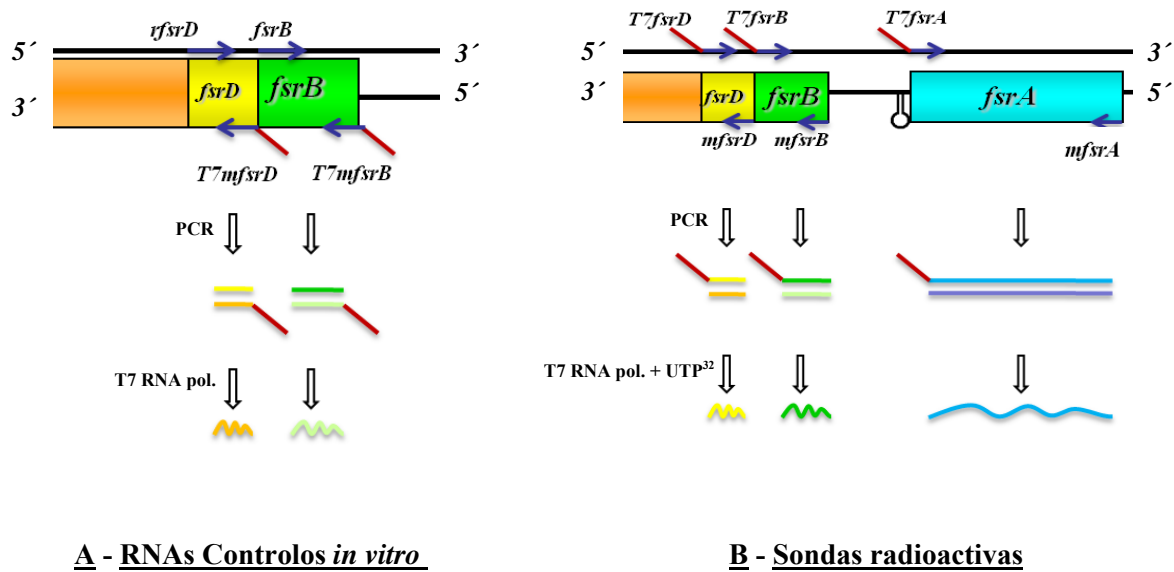 rfsrD fsrB
5´ 3´
fsrD fsrB
3´ 5´
T7mfsrD T7mfsrB
PCR
T7 RNA pol.
A - RNAs Controlos in vitro
T7fsrD T7fsrB T7fsrA
5´ 3´
3´ fsrD fsrB fsrA 5´
mfsrD mfsrB mfsrA
PCR
T7 RNA pol. + UTP³²
B - Sondas radioactivas